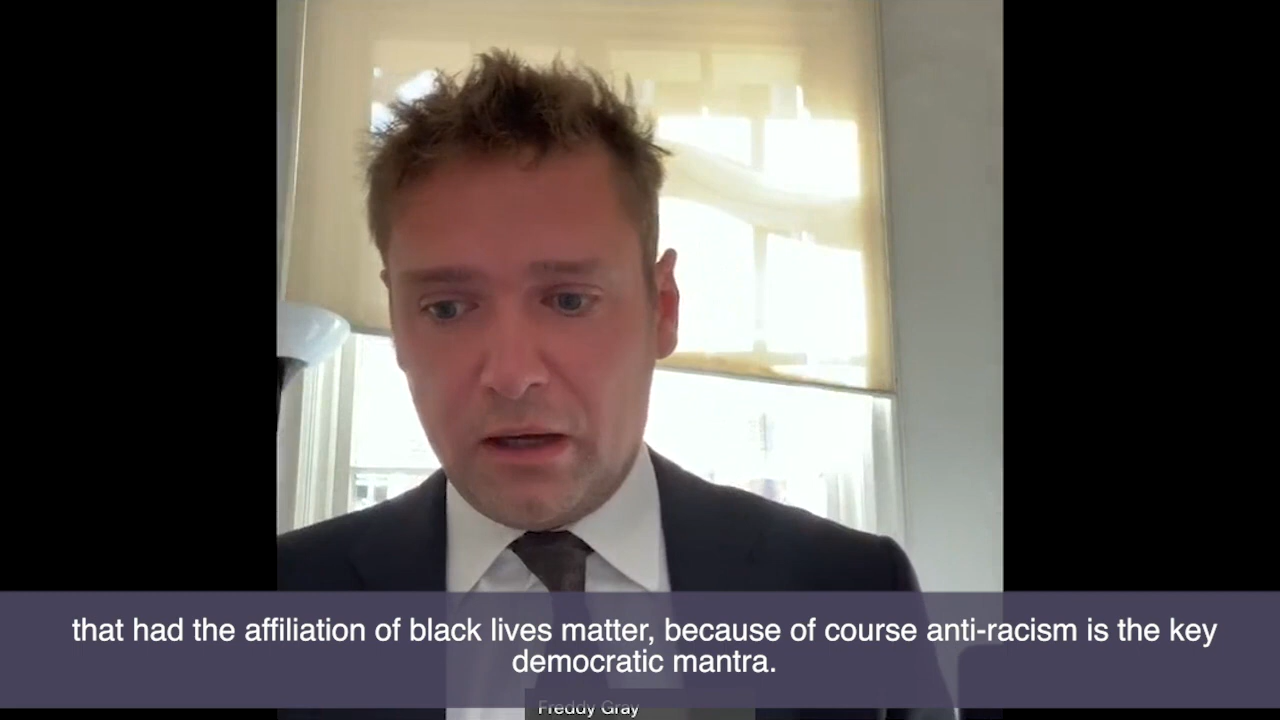 that had the affiliation of black lives matter, because of course anti-racism is the key
democratic mantra.
Freddy Gray